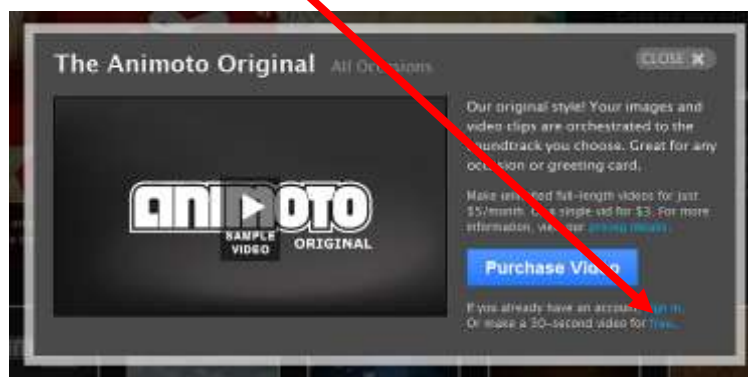 The Animoto Original All Occasions
CLOSE ✖
Our original style! Your images and
video clips are orchestrated to the
soundtrack you choose. Great for any
occasion or greeting card.
Make unlimited full-length videos for just
$5/month. Or a single vid for $3. For more
information, view our pricing details.
ANIMOTO
SAMPLE
VIDEO
ORIGINAL
Purchase Video
If you already have an account, sign in.
Or make a 30-second video for free.